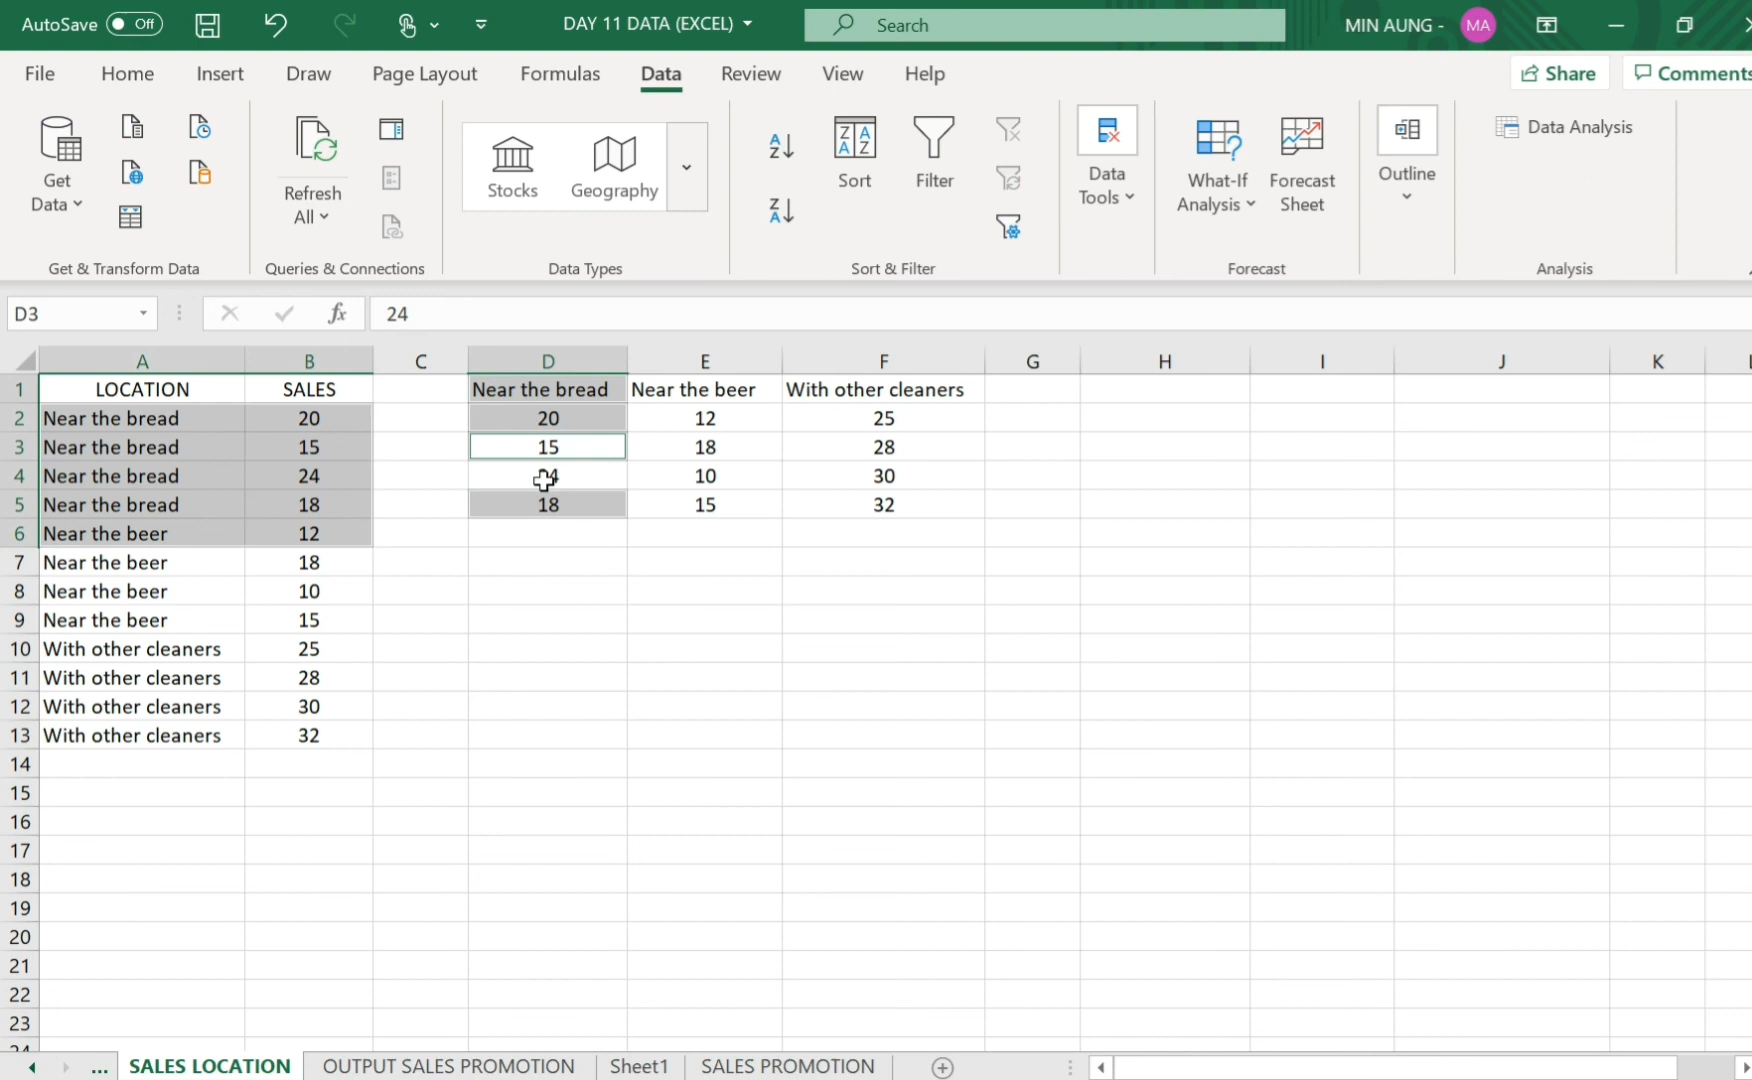 AutoSave Off DAY 11 DATA (EXCEL) Search MIN AUNG - MA
File Home Insert Draw Page Layout Formulas Data Review View Help Share Comments
Get Data Refresh All Stocks Geography Sort Filter Data Tools What-If Analysis Forecast Sheet Outline Data Analysis
Get & Transform Data Queries & Connections Data Types Sort & Filter Forecast Analysis
D3 fx 24
A B C D E F G H I J K
1 LOCATION SALES Near the bread Near the beer With other cleaners
2 Near the bread 20 20 12 25
3 Near the bread 15 15 18 28
4 Near the bread 24 10 30
5 Near the bread 18 18 15 32
6 Near the beer 12
7 Near the beer 18
8 Near the beer 10
9 Near the beer 15
10 With other cleaners 25
11 With other cleaners 28
12 With other cleaners 30
13 With other cleaners 32
14
15
16
17
18
19
20
21
22
23
... SALES LOCATION OUTPUT SALES PROMOTION Sheet1 SALES PROMOTION